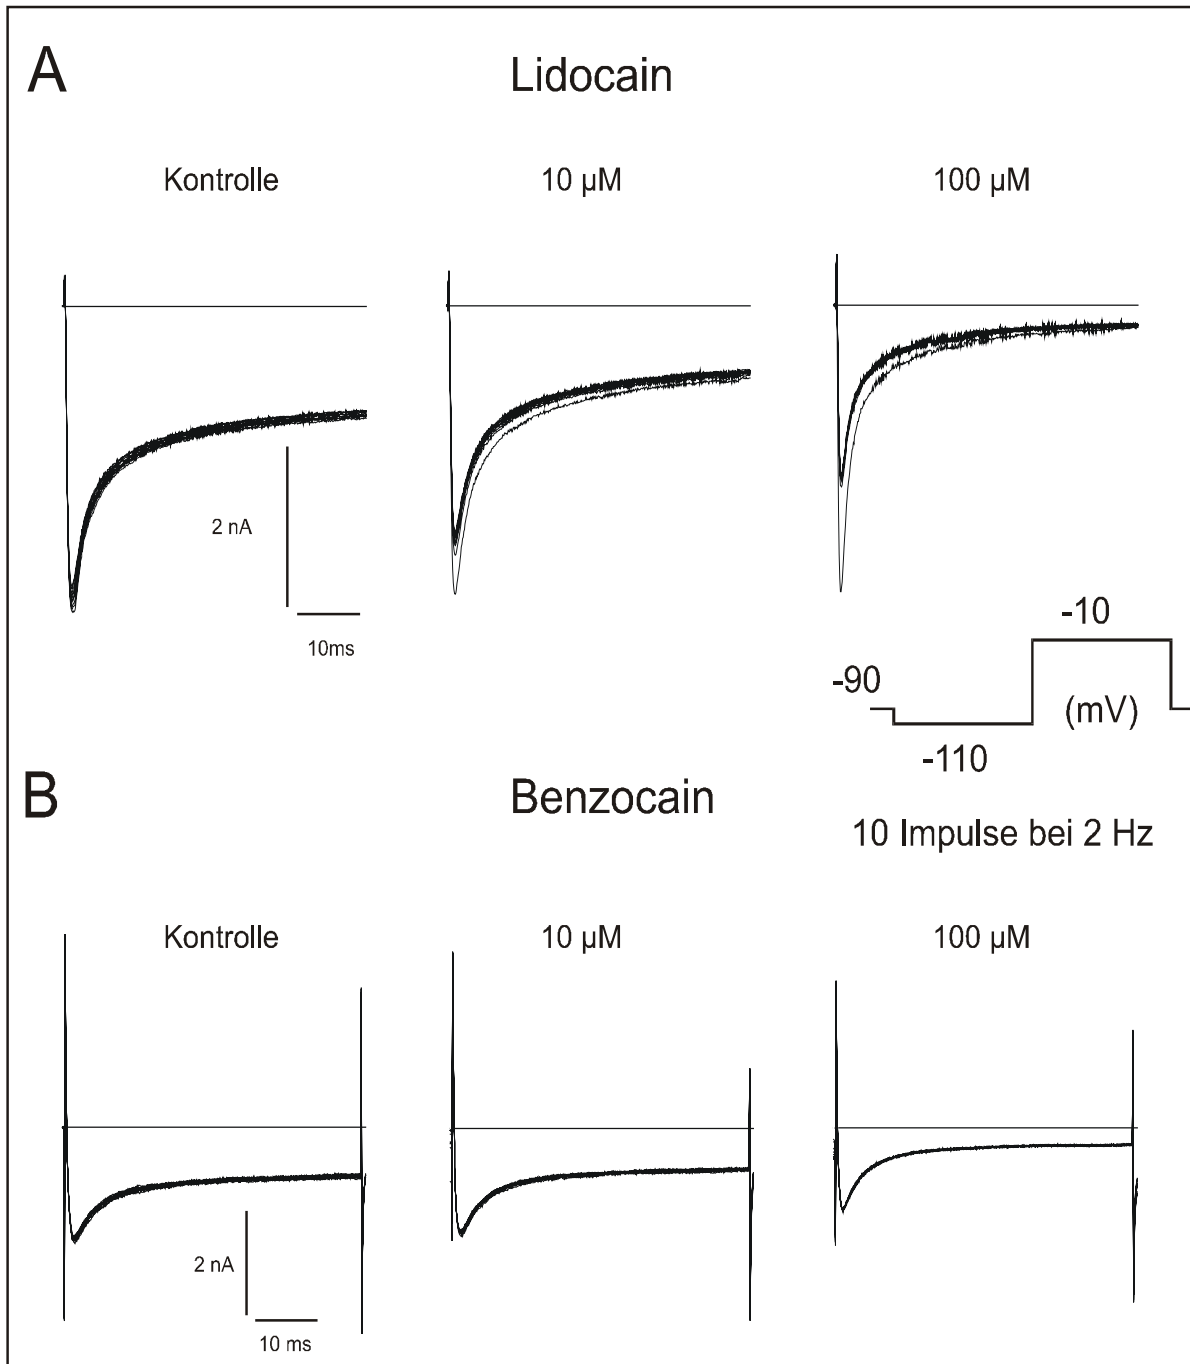 A
Lidocain
Kontrolle
10 µM
100 µM
2 nA
10ms
-10
-90
(mV)
-110
B
Benzocain
10 Impulse bei 2 Hz
Kontrolle
10 µM
100 µM
2 nA
10 ms